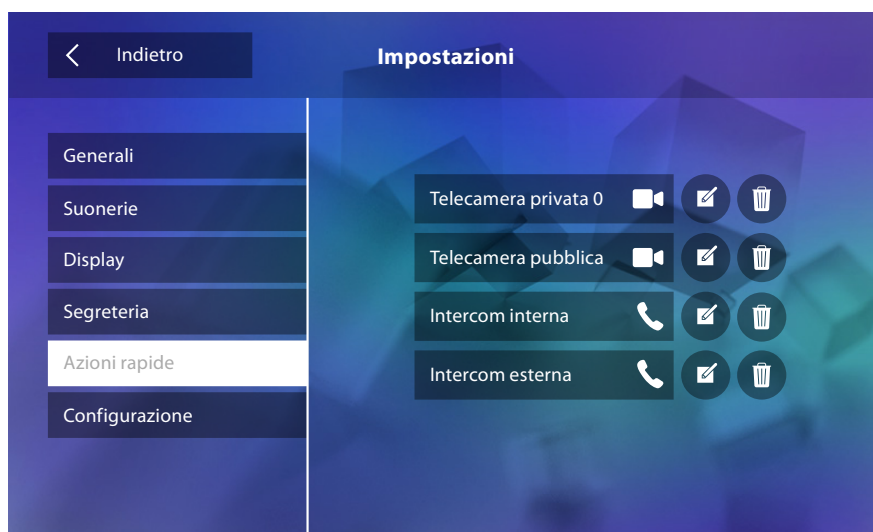 Indietro
Impostazioni
Generali
Suonerie
Display
Segreteria
Azioni rapide
Configurazione
Telecamera privata 0
Telecamera pubblica
Intercom interna
Intercom esterna